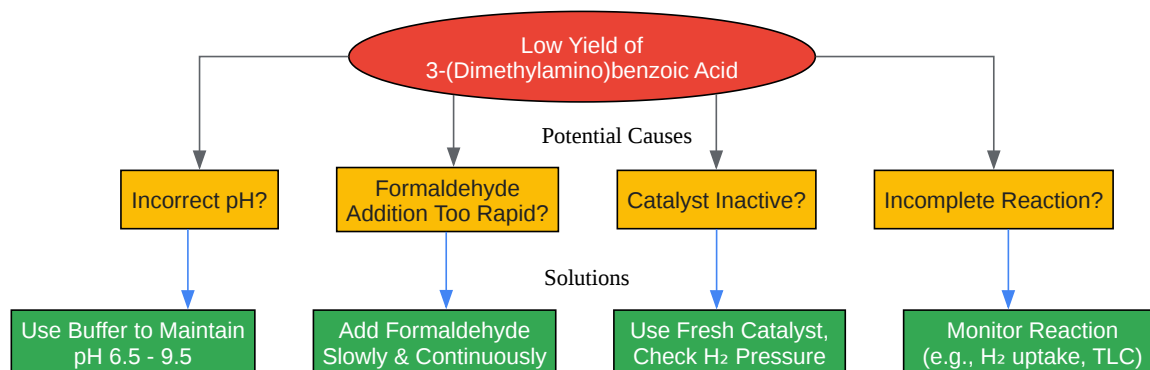 Low Yield of
3-(Dimethylamino)benzoic Acid
Potential Causes
Incorrect pH?
Formaldehyde
Addition Too Rapid?
Catalyst Inactive?
Incomplete Reaction?
Solutions
Use Buffer to Maintain
pH 6.5 - 9.5
Add Formaldehyde
Slowly & Continuously
Use Fresh Catalyst,
Check H₂ Pressure
Monitor Reaction
(e.g., H₂ uptake, TLC)